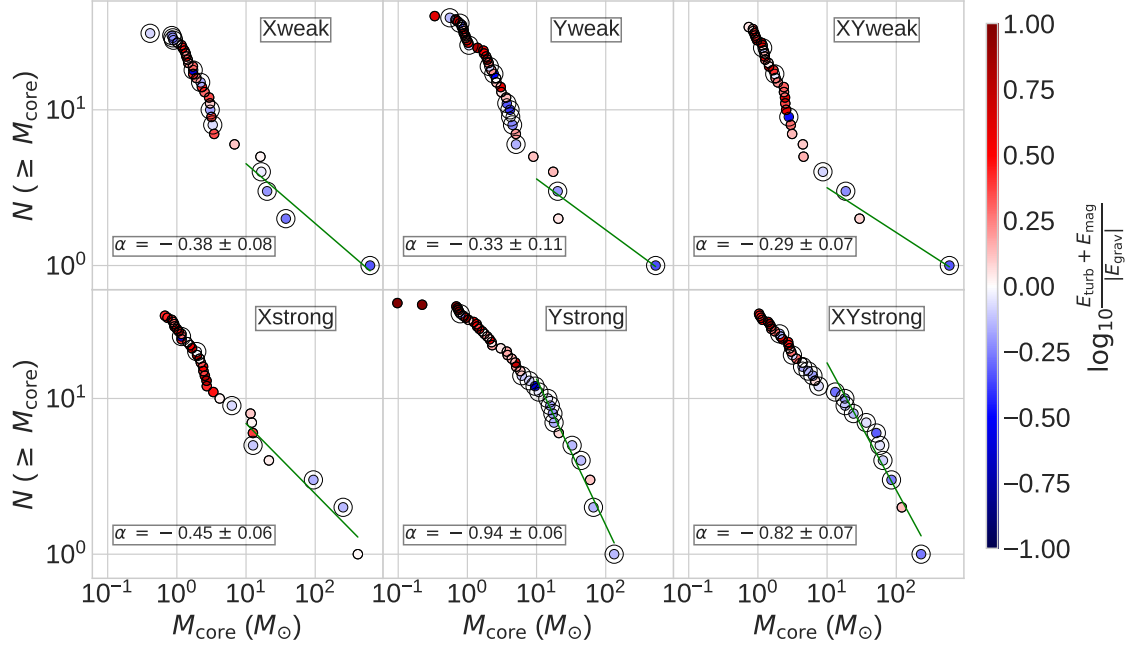 Xweak
Yweak
XYweak
N (≥ M_core)
10^1
10^0
α = −0.38 ± 0.08
α = −0.33 ± 0.11
α = −0.29 ± 0.07
Xstrong
Ystrong
XYstrong
N (≥ M_core)
10^1
10^0
α = −0.45 ± 0.06
α = −0.94 ± 0.06
α = −0.82 ± 0.07
10^−1 10^0 10^1 10^2
10^−1 10^0 10^1 10^2
10^−1 10^0 10^1 10^2
M_core (M_⊙)
M_core (M_⊙)
M_core (M_⊙)
1.00
0.75
0.50
0.25
0.00
−0.25
−0.50
−0.75
−1.00
log_10 (E_turb + E_mag) / |E_grav|